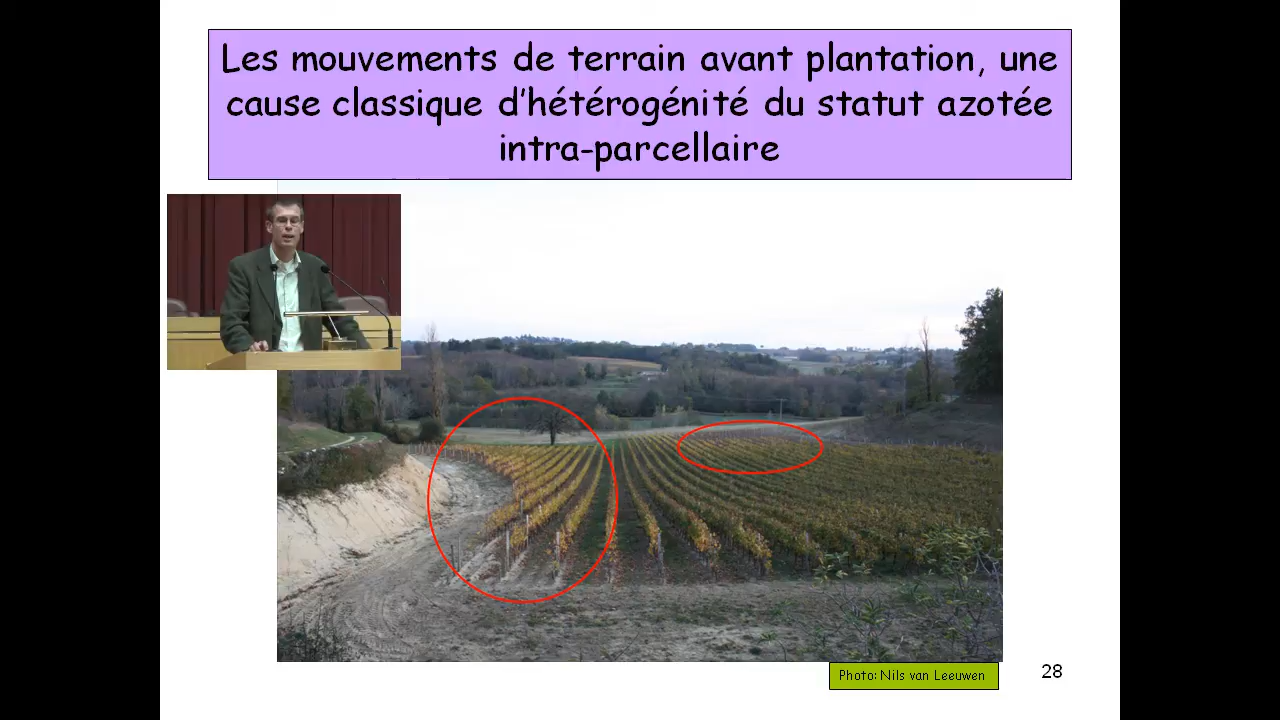 Les mouvements de terrain avant plantation, une
cause classique d'hétérogénité du statut azotée
intra-parcellaire
Photo: Nils van Leeuwen
28